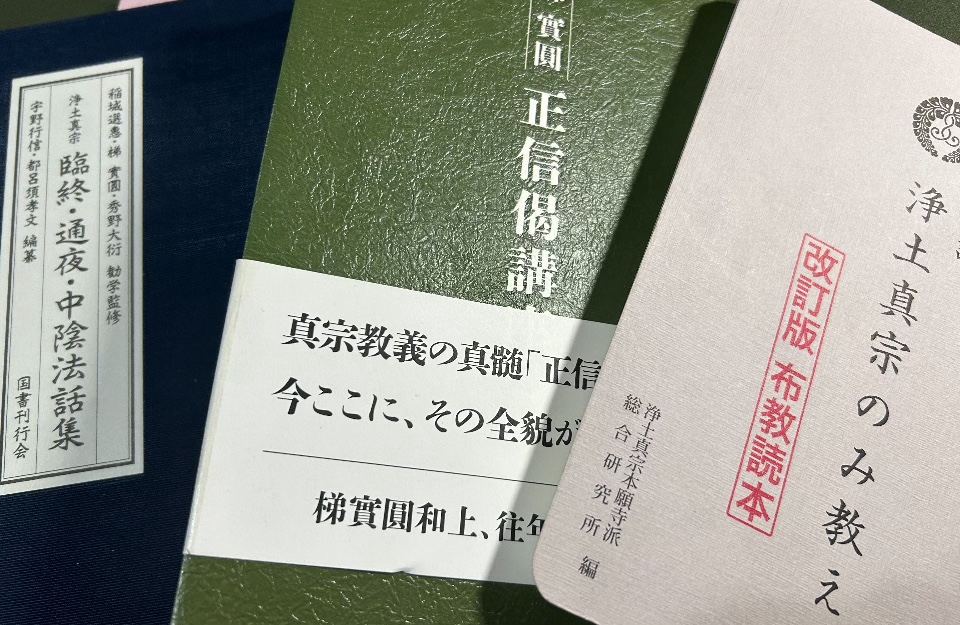 稲城選恵・梯 實圓・秀野大衍 勧学監修
浄土真宗 臨終・通夜・中陰法話集
宇野行信・都呂須孝文 編纂
国書刊行会
實圓
正信偈講
真宗教義の真髄「正信
今ここに、その全貌が
梯實圓和上、往年
浄土真宗のみ教え
改訂版 布教読本
浄土真宗本願寺派
総合研究所 編